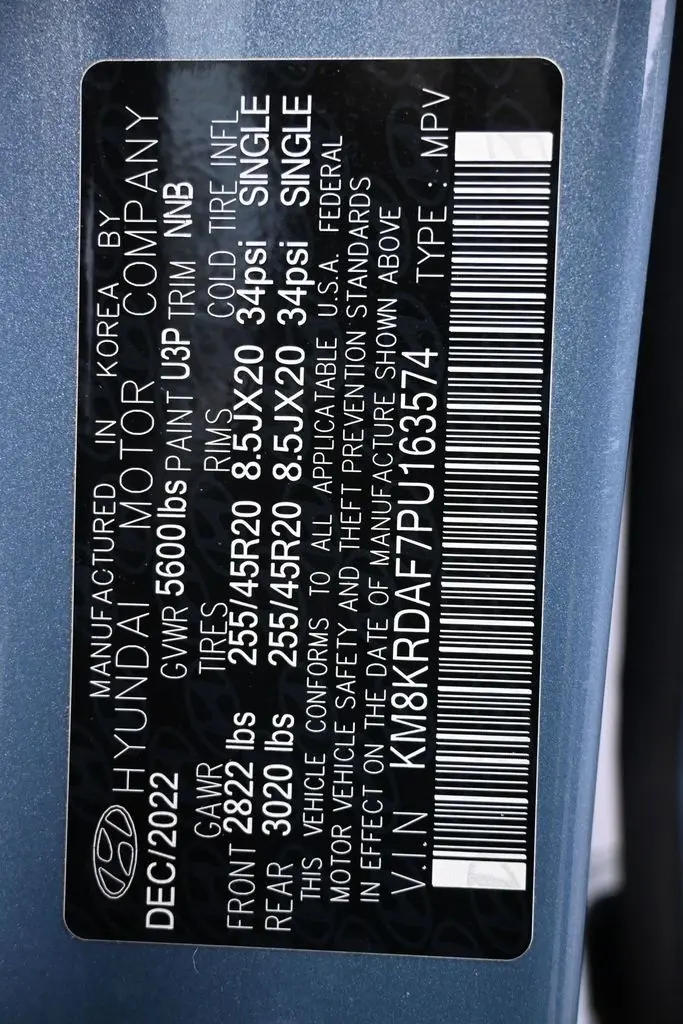 MANUFACTURED IN KOREA BY
HYUNDAI MOTOR COMPANY
DEC/2022 GVWR 5600lbs PAINT U3P TRIM NNB
GAWR TIRES RIMS COLD TIRE INFL
FRONT 2822 lbs 255/45R20 8.5JX20 34psi SINGLE
REAR 3020 lbs 255/45R20 8.5JX20 34psi SINGLE
THIS VEHICLE CONFORMS TO ALL APPLICATABLE U.S.A. FEDERAL
MOTOR VEHICLE SAFETY AND THEFT PREVENTION STANDARDS
IN EFFECT ON THE DATE OF MANUFACTURE SHOWN ABOVE
V.I.N KM8KRDAF7PU163574 TYPE : MPV